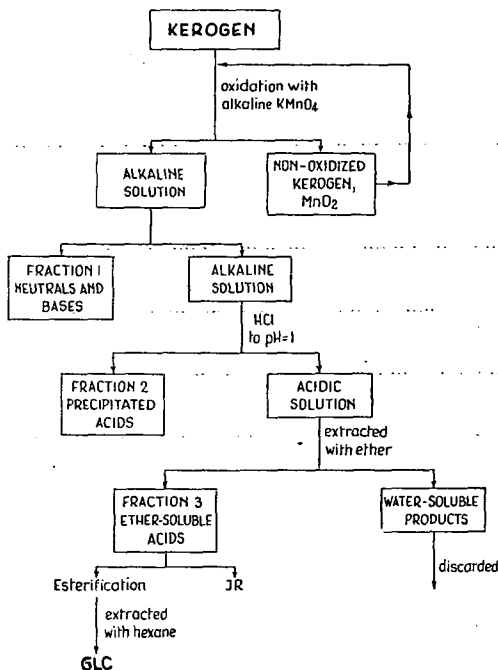 KEROGEN
oxidation with
alkaline KMnO4
ALKALINE
SOLUTION
NON-OXIDIZED
KEROGEN,
MnO2
FRACTION 1
NEUTRALS AND
BASES
ALKALINE
SOLUTION
HCl
to pH=1
FRACTION 2
PRECIPITATED
ACIDS
ACIDIC
SOLUTION
extracted
with ether
FRACTION 3
ETHER-SOLUBLE
ACIDS
WATER-SOLUBLE
PRODUCTS
Esterification
JR
discarded
extracted
with hexane
GLC